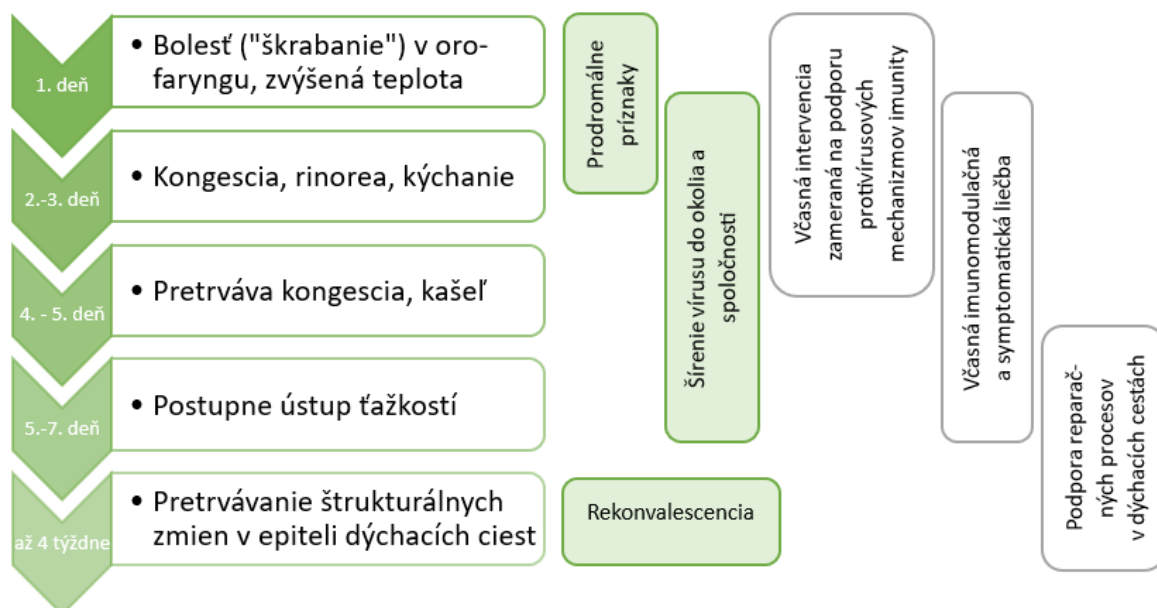 1. deň
• Bolesť ("škrabanie") v oro-
faryngu, zvýšená teplota
2.-3. deň
• Kongescia, rinorea, kýchanie
4. - 5. deň
• Pretrváva kongescia, kašeľ
5.-7. deň
• Postupne ústup ťažkostí
až 4 týždne
• Pretrvávanie štrukturálnych
zmien v epiteli dýchacích ciest
Prodromálne
príznaky
Šírenie vírusu do okolia a
spoločnosti
Rekonvalescencia
Včasná intervencia
zameraná na podporu
protivírusových
mechanizmov imunity
Včasná imunomodulačná
a symptomatická liečba
Podpora reparač-
ných procesov
v dýchacích cestách